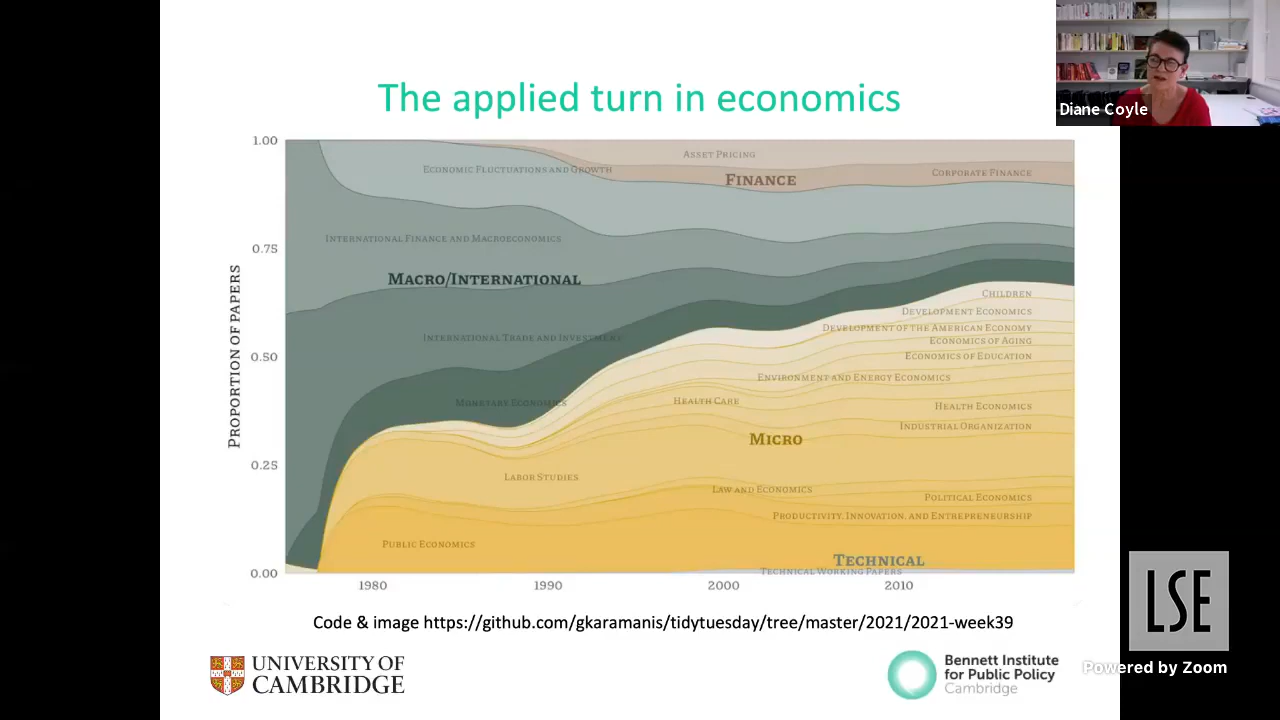 The applied turn in economics
Diane Coyle
1.00
0.75
0.50
0.25
0.00
PROPORTION OF PAPERS
ASSET PRICING
ECONOMIC FLUCTUATIONS AND GROWTH
FINANCE
CORPORATE FINANCE
INTERNATIONAL FINANCE AND MACROECONOMICS
MACRO/INTERNATIONAL
CHILDREN
DEVELOPMENT ECONOMICS
DEVELOPMENT OF THE AMERICAN ECONOMY
INTERNATIONAL TRADE AND INVESTMENT
ECONOMICS OF AGING
ECONOMICS OF EDUCATION
ENVIRONMENT AND ENERGY ECONOMICS
MONETARY ECONOMICS
HEALTH CARE
HEALTH ECONOMICS
INDUSTRIAL ORGANIZATION
MICRO
LABOR STUDIES
LAW AND ECONOMICS
POLITICAL ECONOMICS
PRODUCTIVITY, INNOVATION, AND ENTREPRENEURSHIP
PUBLIC ECONOMICS
TECHNICAL
TECHNICAL WORKING PAPERS
1980 1990 2000 2010
Code & image https://github.com/gkaramanis/tidytuesday/tree/master/2021/2021-week39
UNIVERSITY OF
CAMBRIDGE
Bennett Institute
for Public Policy
Cambridge
LSE
Powered by Zoom